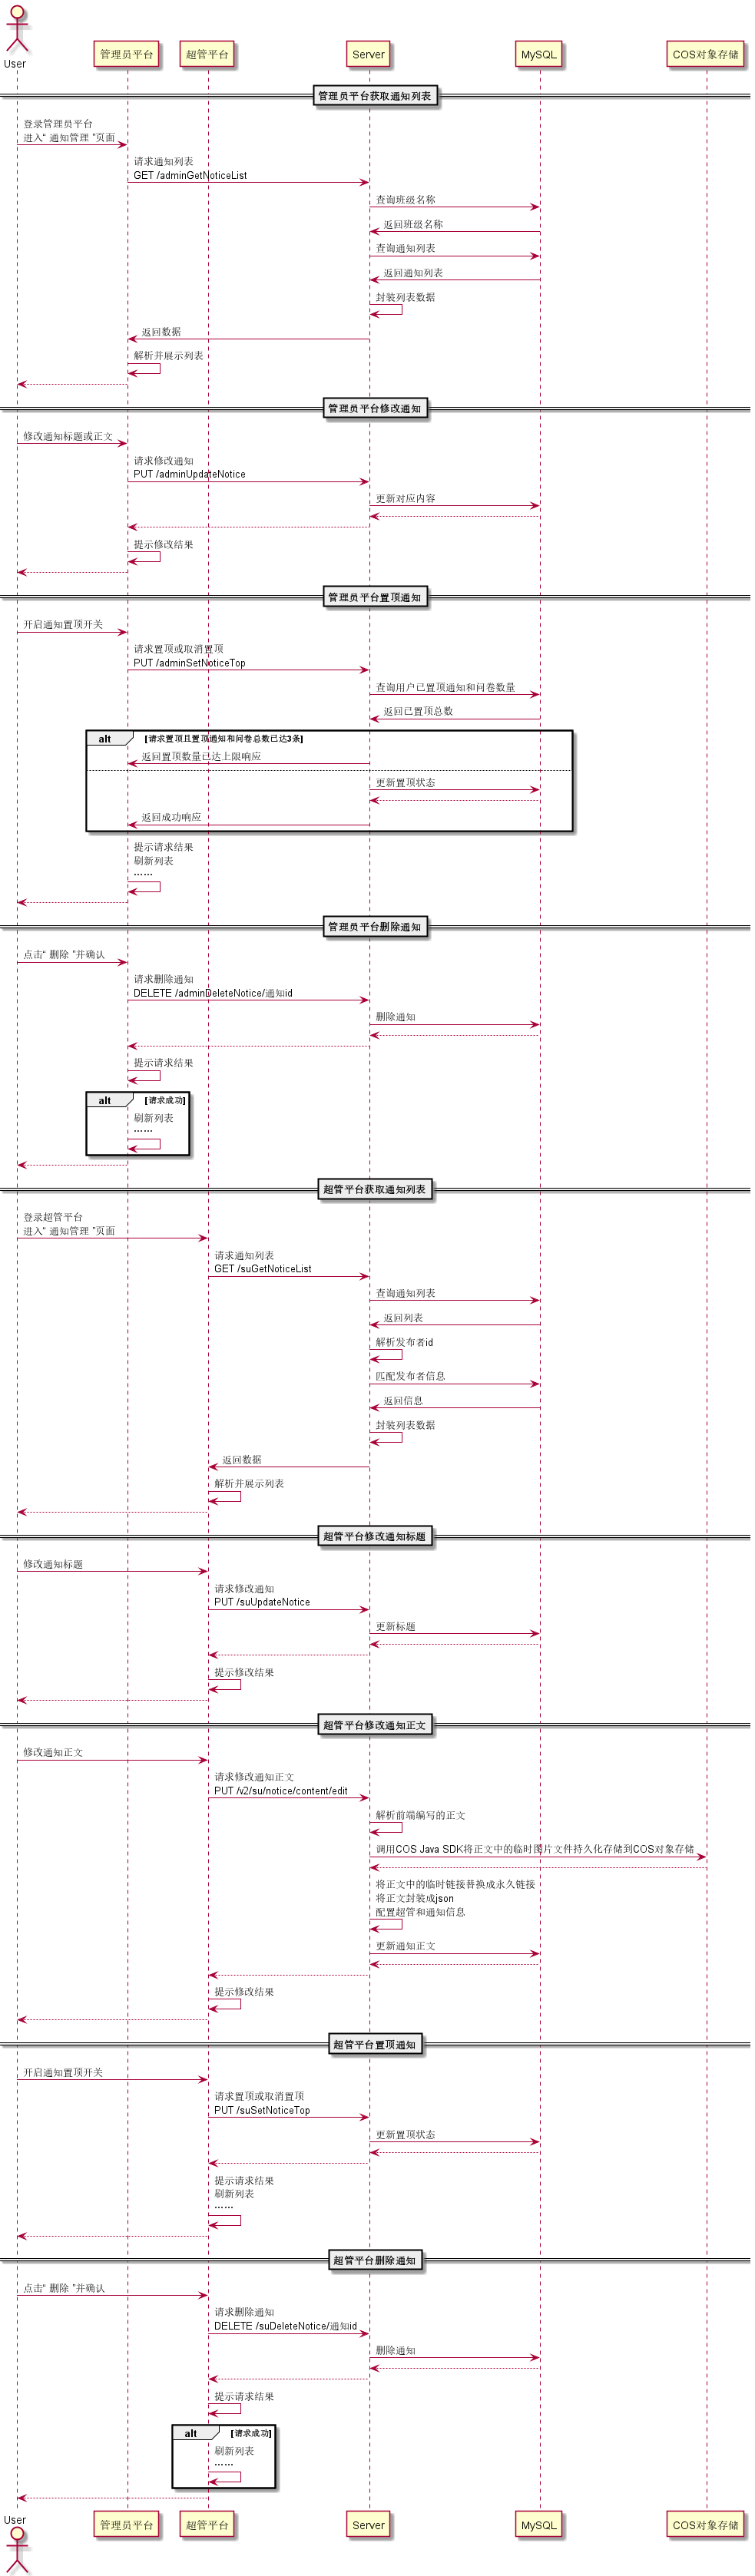 User
管理员平台
超管平台
Server
MySQL
COS对象存储
管理员平台获取通知列表
登录管理员平台
进入“ 通知管理 ”页面
请求通知列表
GET /adminGetNoticeList
查询班级名称
返回班级名称
查询通知列表
返回通知列表
封装列表数据
返回数据
解析并展示列表
管理员平台修改通知
修改通知标题或正文
请求修改通知
PUT /adminUpdateNotice
更新对应内容
提示修改结果
管理员平台置顶通知
开启通知置顶开关
请求置顶或取消置顶
PUT /adminSetNoticeTop
查询用户已置顶通知和问卷数量
返回已置顶总数
alt [请求置顶且置顶通知和问卷总数已达3条]
返回置顶数量已达上限响应
更新置顶状态
返回成功响应
提示请求结果
刷新列表
……
管理员平台删除通知
点击“ 删除 ”并确认
请求删除通知
DELETE /adminDeleteNotice/通知id
删除通知
提示请求结果
alt [请求成功]
刷新列表
……
超管平台获取通知列表
登录超管平台
进入“ 通知管理 ”页面
请求通知列表
GET /suGetNoticeList
查询通知列表
返回列表
解析发布者id
匹配发布者信息
返回信息
封装列表数据
返回数据
解析并展示列表
超管平台修改通知标题
修改通知标题
请求修改通知
PUT /suUpdateNotice
更新标题
提示修改结果
超管平台修改通知正文
修改通知正文
请求修改通知正文
PUT /v2/su/notice/content/edit
解析前端编写的正文
调用COS Java SDK将正文中的临时图片文件持久化存储到COS对象存储
将正文中的临时链接替换成永久链接
将正文封装成json
配置超管和通知信息
更新通知正文
提示修改结果
超管平台置顶通知
开启通知置顶开关
请求置顶或取消置顶
PUT /suSetNoticeTop
更新置顶状态
提示请求结果
刷新列表
……
超管平台删除通知
点击“ 删除 ”并确认
请求删除通知
DELETE /suDeleteNotice/通知id
删除通知
提示请求结果
alt [请求成功]
刷新列表
……
User
管理员平台
超管平台
Server
MySQL
COS对象存储